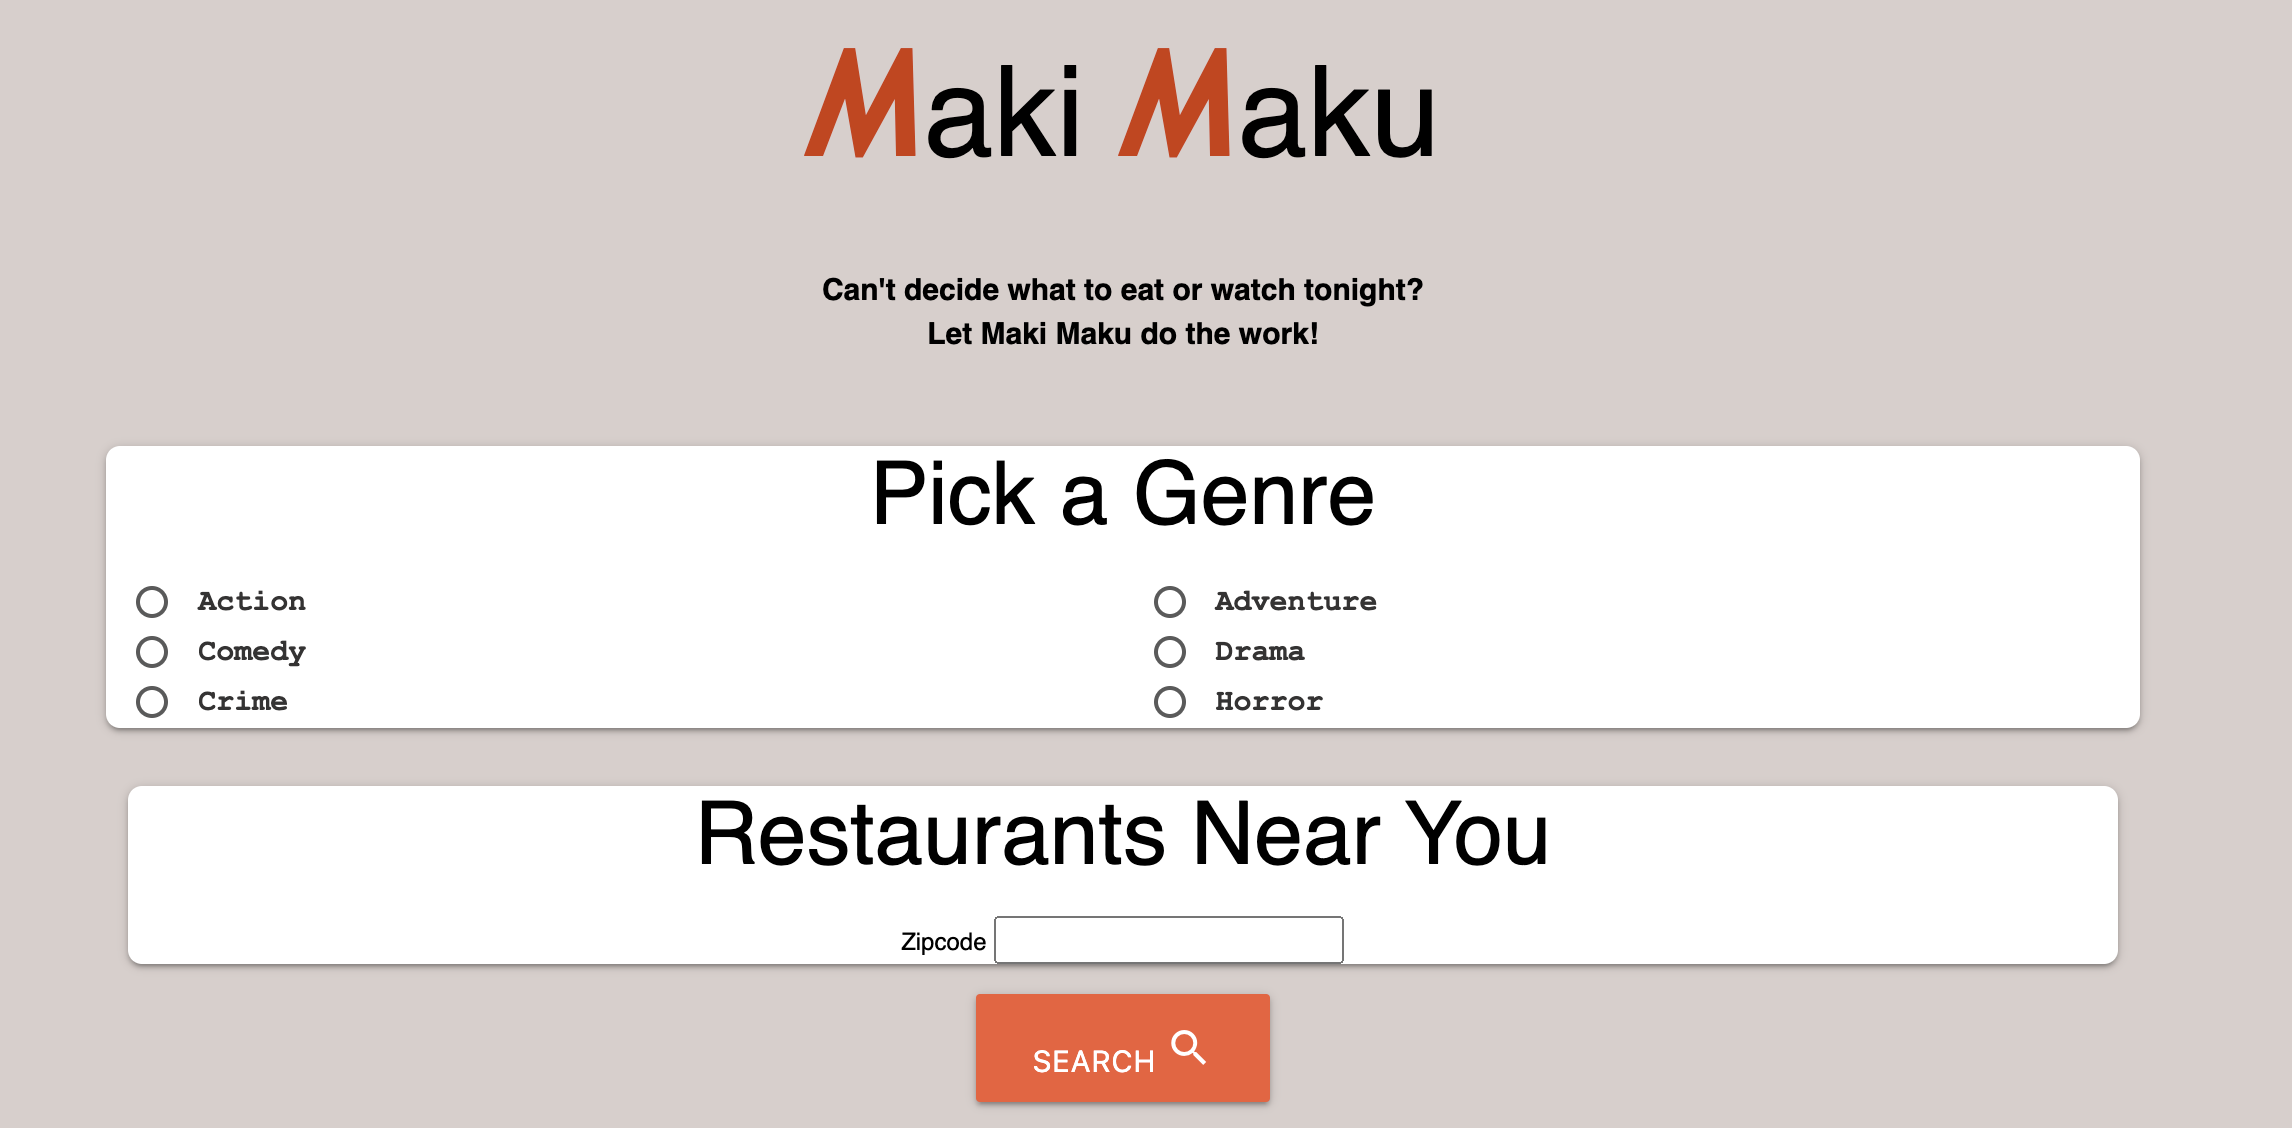 Maki Maku
Can't decide what to eat or watch tonight?
Let Maki Maku do the work!
Pick a Genre
Action
Adventure
Comedy
Drama
Crime
Horror
Restaurants Near You
Zipcode
SEARCH